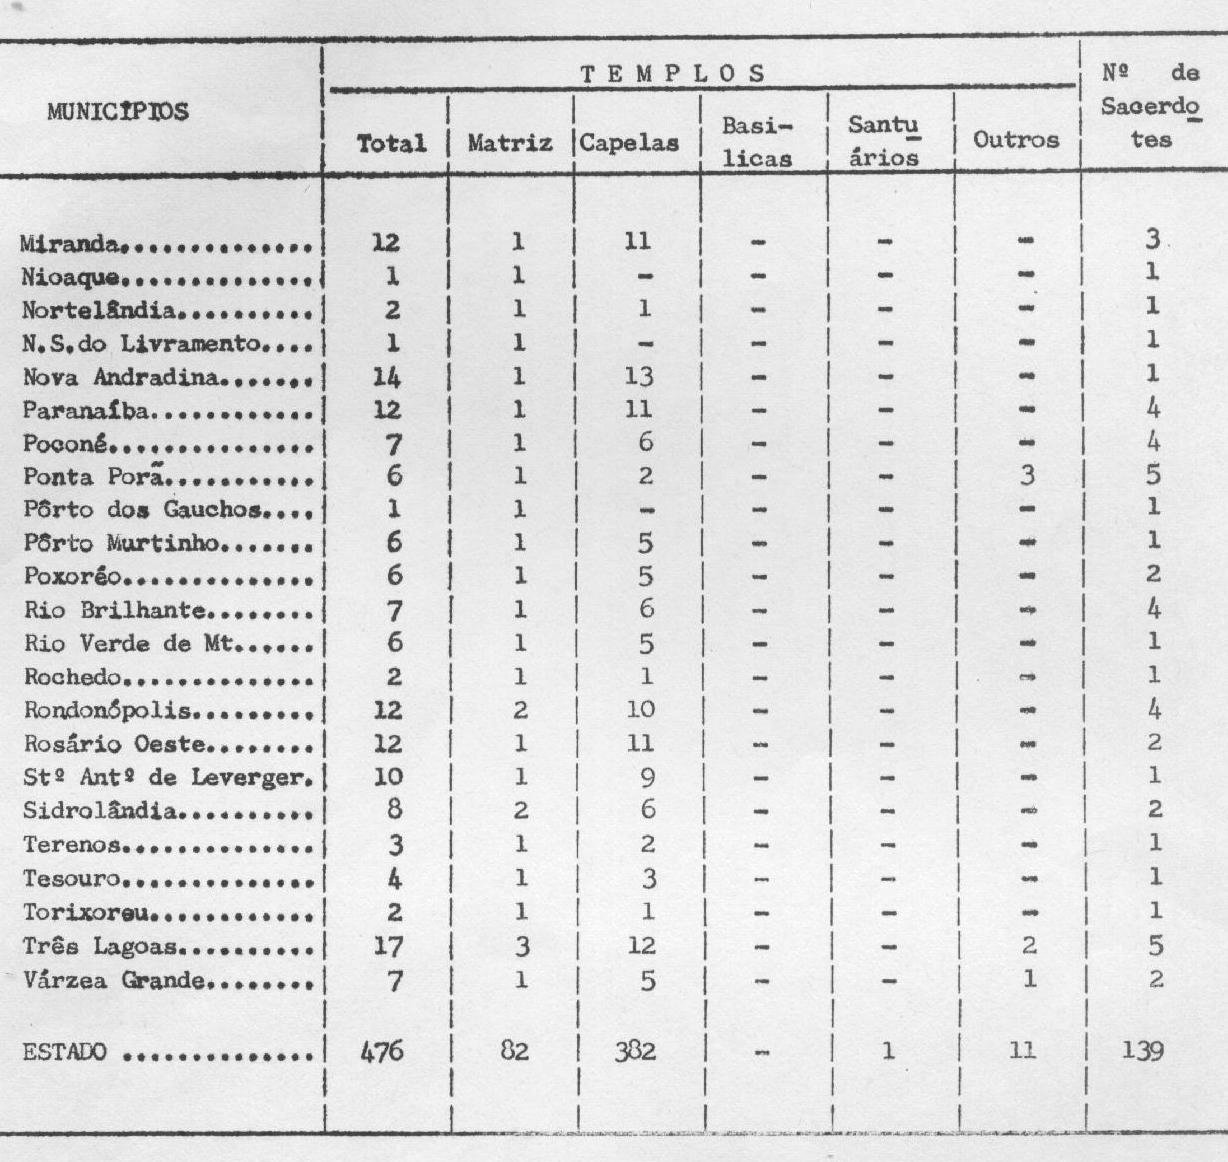 MUNICÍPIOS TEMPLOS Nº de Sacerdo
Total Matriz Capelas Basi- Santu Outros tes
licas ários
Miranda.............. 12 1 11 - - - 3
Nioaque.............. 1 1 - - - - 1
Nortelândia.......... 2 1 1 - - - 1
N.S.do Livramento.... 1 1 - - - - 1
Nova Andradina....... 14 1 13 - - - 1
Paranaíba............ 12 1 11 - - - 4
Poconé............... 7 1 6 - - - 4
Ponta Porã........... 6 1 2 - - 3 5
Pôrto dos Gauchos.... 1 1 - - - - 1
Pôrto Murtinho....... 6 1 5 - - - 1
Poxoréo.............. 6 1 5 - - - 2
Rio Brilhante........ 7 1 6 - - - 4
Rio Verde de Mt...... 6 1 5 - - - 1
Rochedo.............. 2 1 1 - - - 1
Rondonópolis......... 12 2 10 - - - 4
Rosário Oeste........ 12 1 11 - - - 2
Stº Antº de Leverger. 10 1 9 - - - 1
Sidrolândia.......... 8 2 6 - - - 2
Terenos.............. 3 1 2 - - - 1
Tesouro.............. 4 1 3 - - - 1
Torixoreu............ 2 1 1 - - - 1
Três Lagoas.......... 17 3 12 - - 2 5
Várzea Grande........ 7 1 5 - - 1 2
ESTADO .............. 476 82 382 - 1 11 139